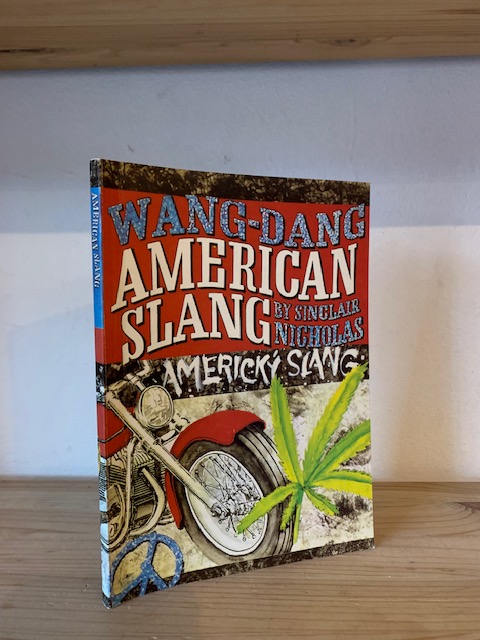 AMERICAN SLANG
WANG-DANG
AMERICAN
SLANG
BY SINCLAIR
NICHOLAS
AMERICKÝ SLANG